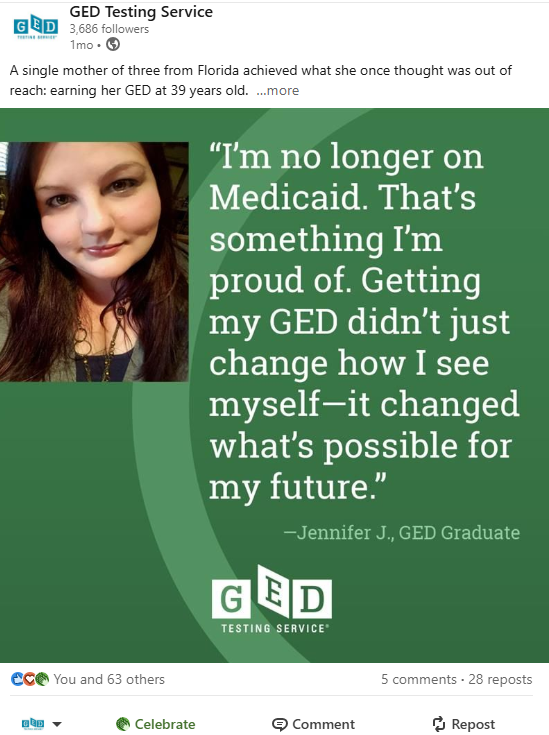 GED
TESTING SERVICE
GED Testing Service
3,686 followers
1mo •
A single mother of three from Florida achieved what she once thought was out of
reach: earning her GED at 39 years old. ...more
“I’m no longer on
Medicaid. That’s
something I’m
proud of. Getting
my GED didn’t just
change how I see
myself—it changed
what’s possible for
my future.”
—Jennifer J., GED Graduate
GED
TESTING SERVICE®
You and 63 others
5 comments • 28 reposts
GED
Celebrate
Comment
Repost